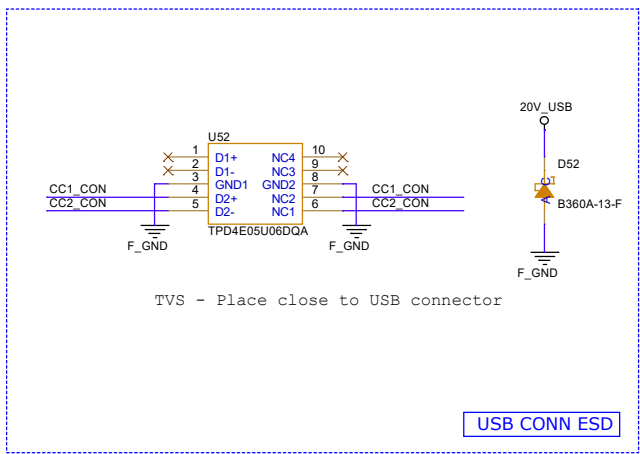 20V_USB
U52
1 D1+ NC4 10
2 D1- NC3 9
3 GND1 GND2 8
CC1_CON 4 D2+ NC2 7 CC1_CON
CC2_CON 5 D2- NC1 6 CC2_CON
TPD4E05U06DQA
F_GND
F_GND
D52
C
A
B360A-13-F
F_GND
TVS - Place close to USB connector
USB CONN ESD